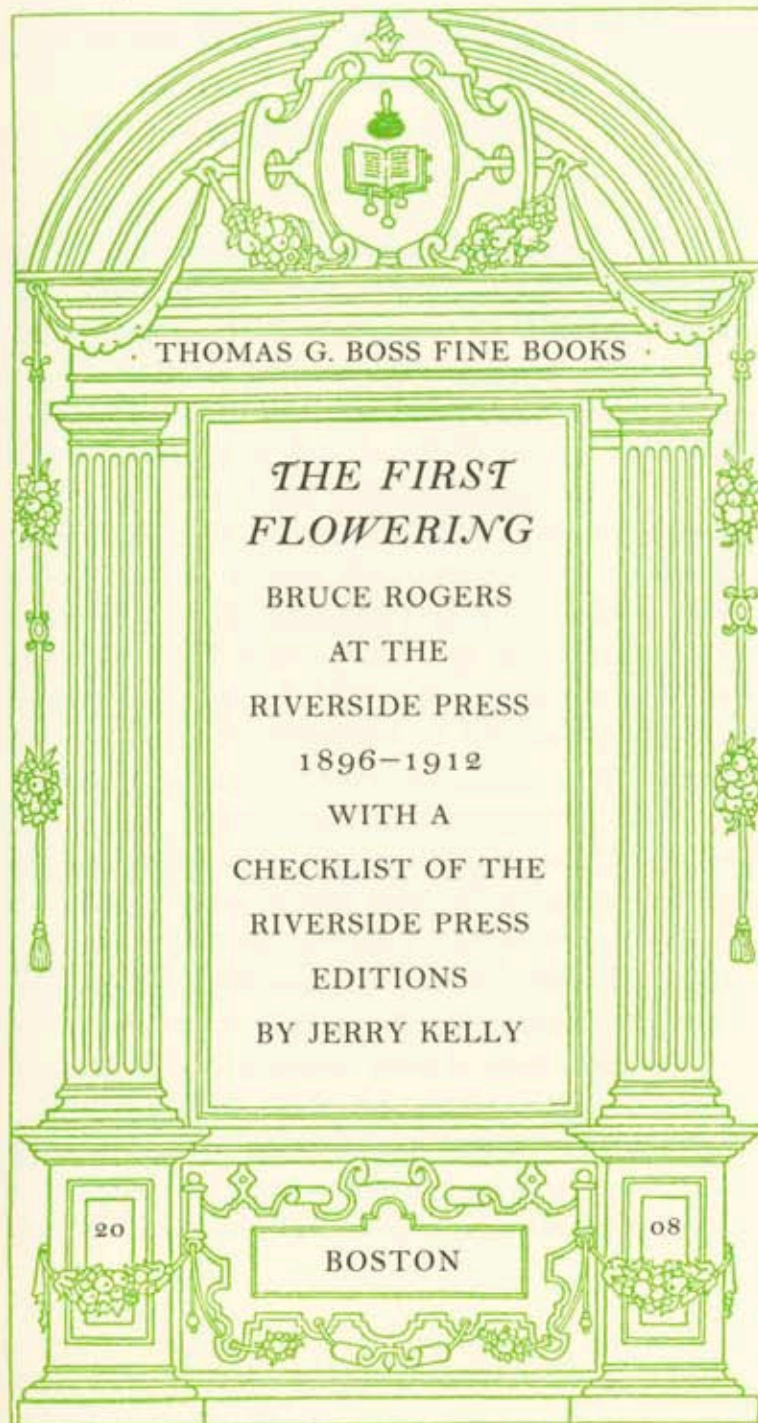 · THOMAS G. BOSS FINE BOOKS ·
THE FIRST
FLOWERING
BRUCE ROGERS
AT THE
RIVERSIDE PRESS
1896–1912
WITH A
CHECKLIST OF THE
RIVERSIDE PRESS
EDITIONS
BY JERRY KELLY
20 08
BOSTON